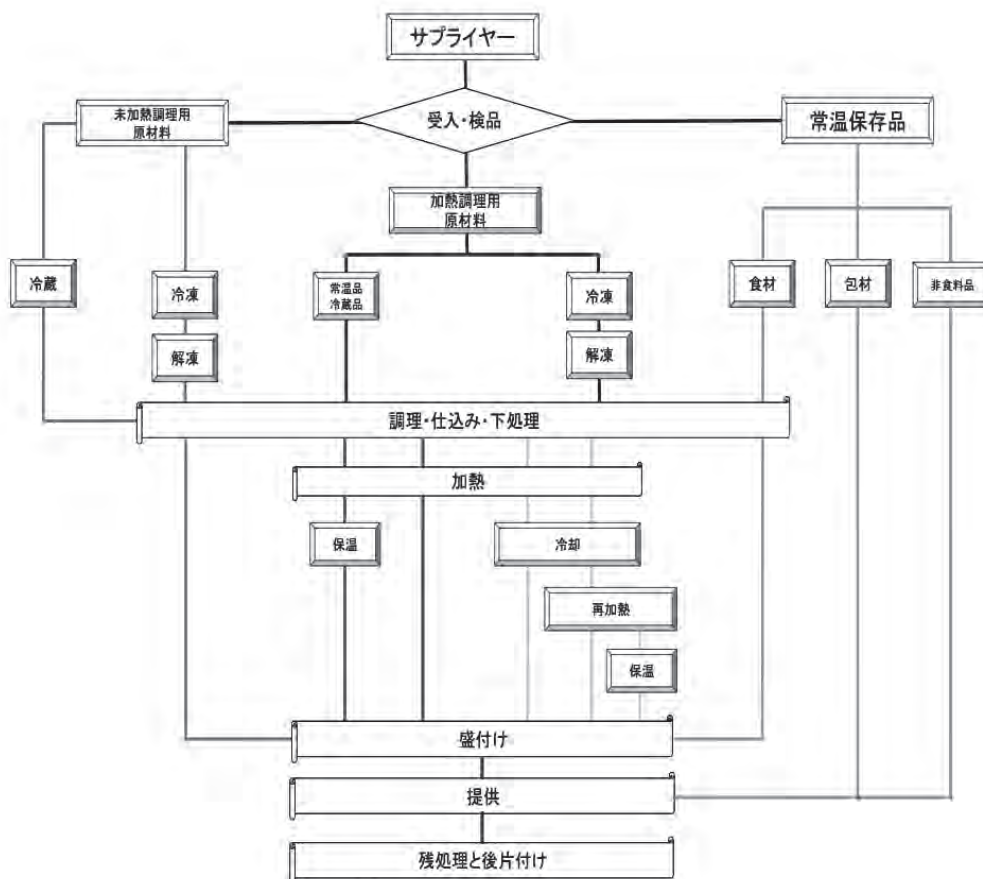 サプライヤー
未加熱調理用
原材料
受入・検品
常温保存品
加熱調理用
原材料
冷蔵
冷凍
常温品
冷蔵品
冷凍
食材
包材
非食料品
解凍
解凍
調理・仕込み・下処理
加熱
保温
冷却
再加熱
保温
盛付け
提供
残処理と後片付け